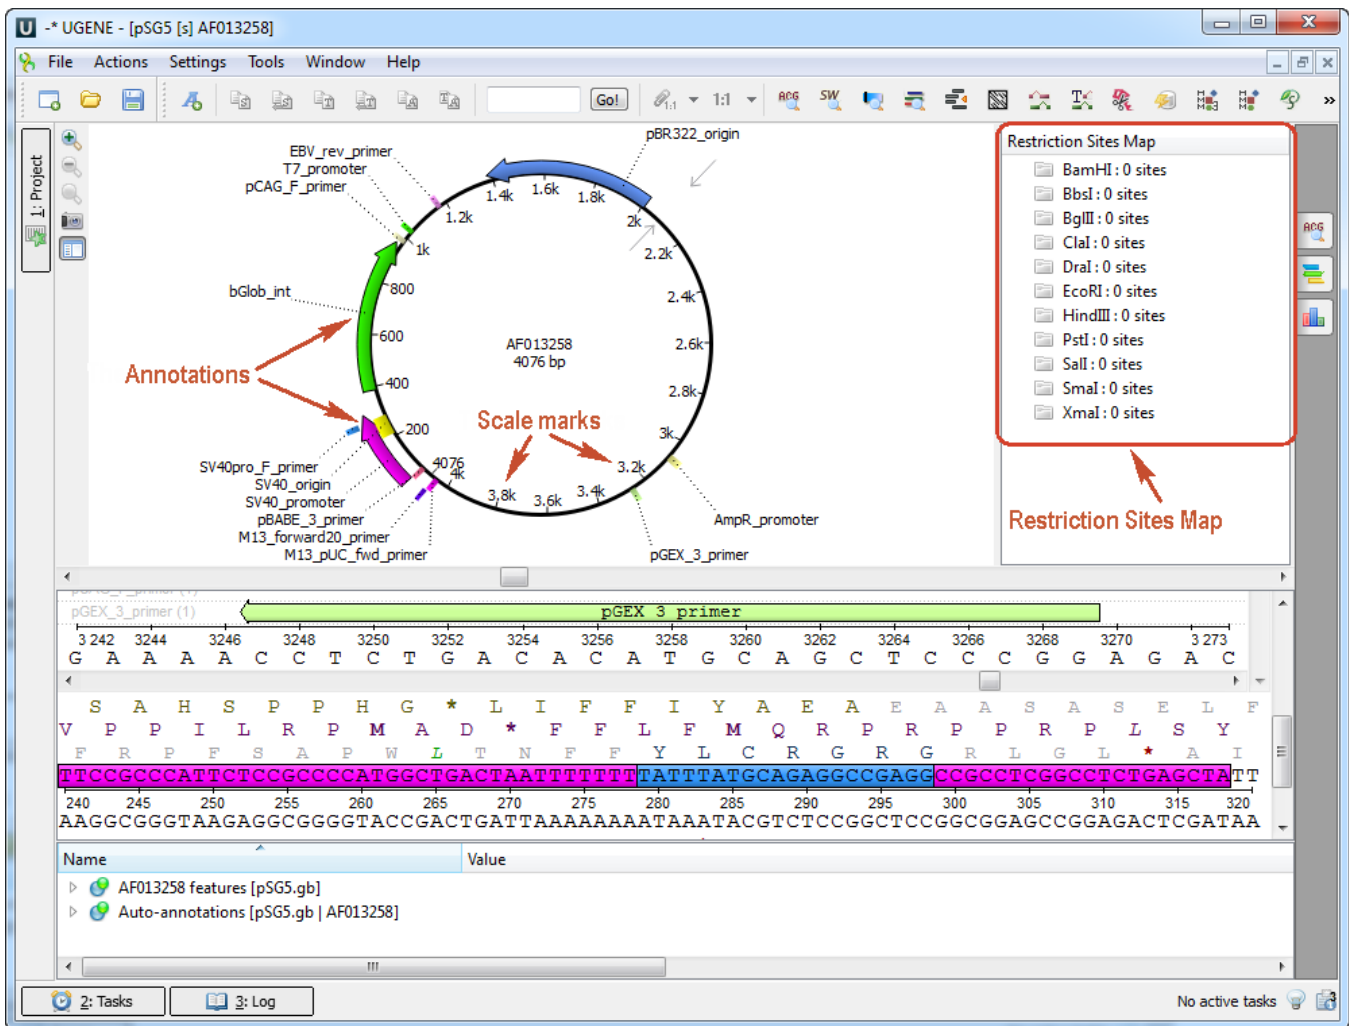 -* UGENE - [pSG5 [s] AF013258]
File Actions Settings Tools Window Help
Go! 1:1 1:1 ACG SW
1: Project
EBV_rev_primer
T7_promoter
pCAG_F_primer
pBR322_origin
bGlob_int
Annotations
SV40pro_F_primer
SV40_origin
SV40_promoter
pBABE_3_primer
M13_forward20_primer
M13_pUC_fwd_primer
AmpR_promoter
pGEX_3_primer
AF013258
4076 bp
Scale marks
200
400
600
800
1k
1.2k
1.4k
1.6k
1.8k
2k
2.2k
2.4k
2.6k
2.8k
3k
3.2k
3.4k
3.6k
3.8k
4k
4076
Restriction Sites Map
BamHI : 0 sites
BbsI : 0 sites
BglII : 0 sites
ClaI : 0 sites
DraI : 0 sites
EcoRI : 0 sites
HindIII : 0 sites
PstI : 0 sites
SalI : 0 sites
SmaI : 0 sites
XmaI : 0 sites
Restriction Sites Map
ACG
pGEX_3_primer (1)
pGEX 3 primer
3 242 3244 3246 3248 3250 3252 3254 3256 3258 3260 3262 3264 3266 3268 3270 3 273
G A A A A C C T C T G A C A C A T G C A G C T C C C G G A G A C
S A H S P P H G * L I F F I Y A E A E A A S A S E L F
V P P I L R P M A D * F F L F M Q R P R P P R P L S Y
F R P F S A P W L T N F F Y L C R G R G R L G L * A I
TTCCGCCCATTCTCCGCCCCATGGCTGACTAATTTTTTTTATTTATGCAGAGGCCGAGGCCGCCTCGGCCTCTGAGCTATT
240 245 250 255 260 265 270 275 280 285 290 295 300 305 310 315 320
AAGGCGGGTAAGAGGCGGGGTACCGACTGATTAAAAAAAATAAATACGTCTCCGGCTCCGGCGGAGCCGGAGACTCGATAA
Name Value
AF013258 features [pSG5.gb]
Auto-annotations [pSG5.gb | AF013258]
2: Tasks 3: Log No active tasks